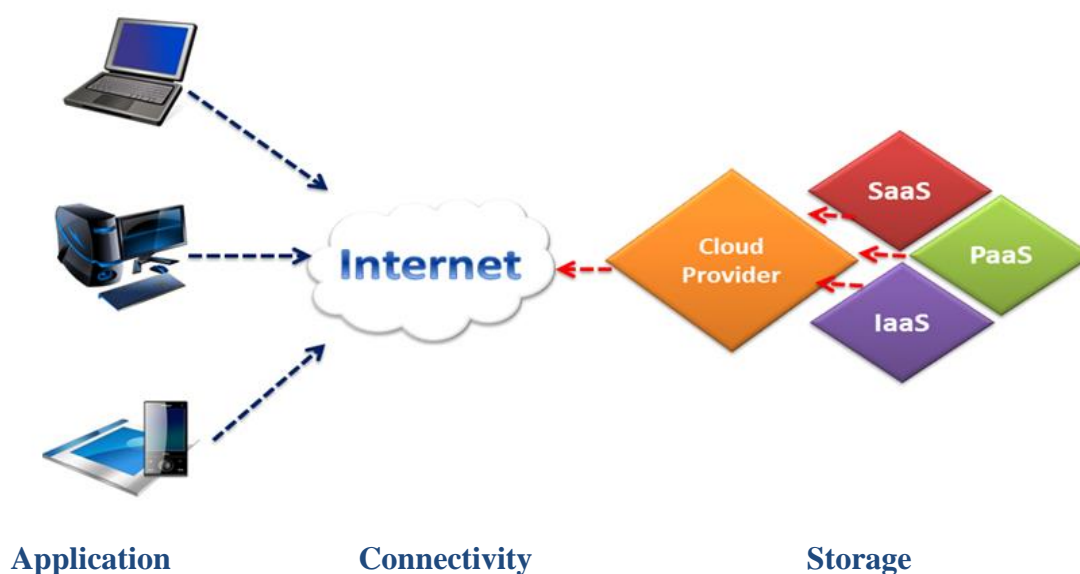 SaaS
Cloud
Provider
PaaS
Internet
IaaS
Application Connectivity Storage